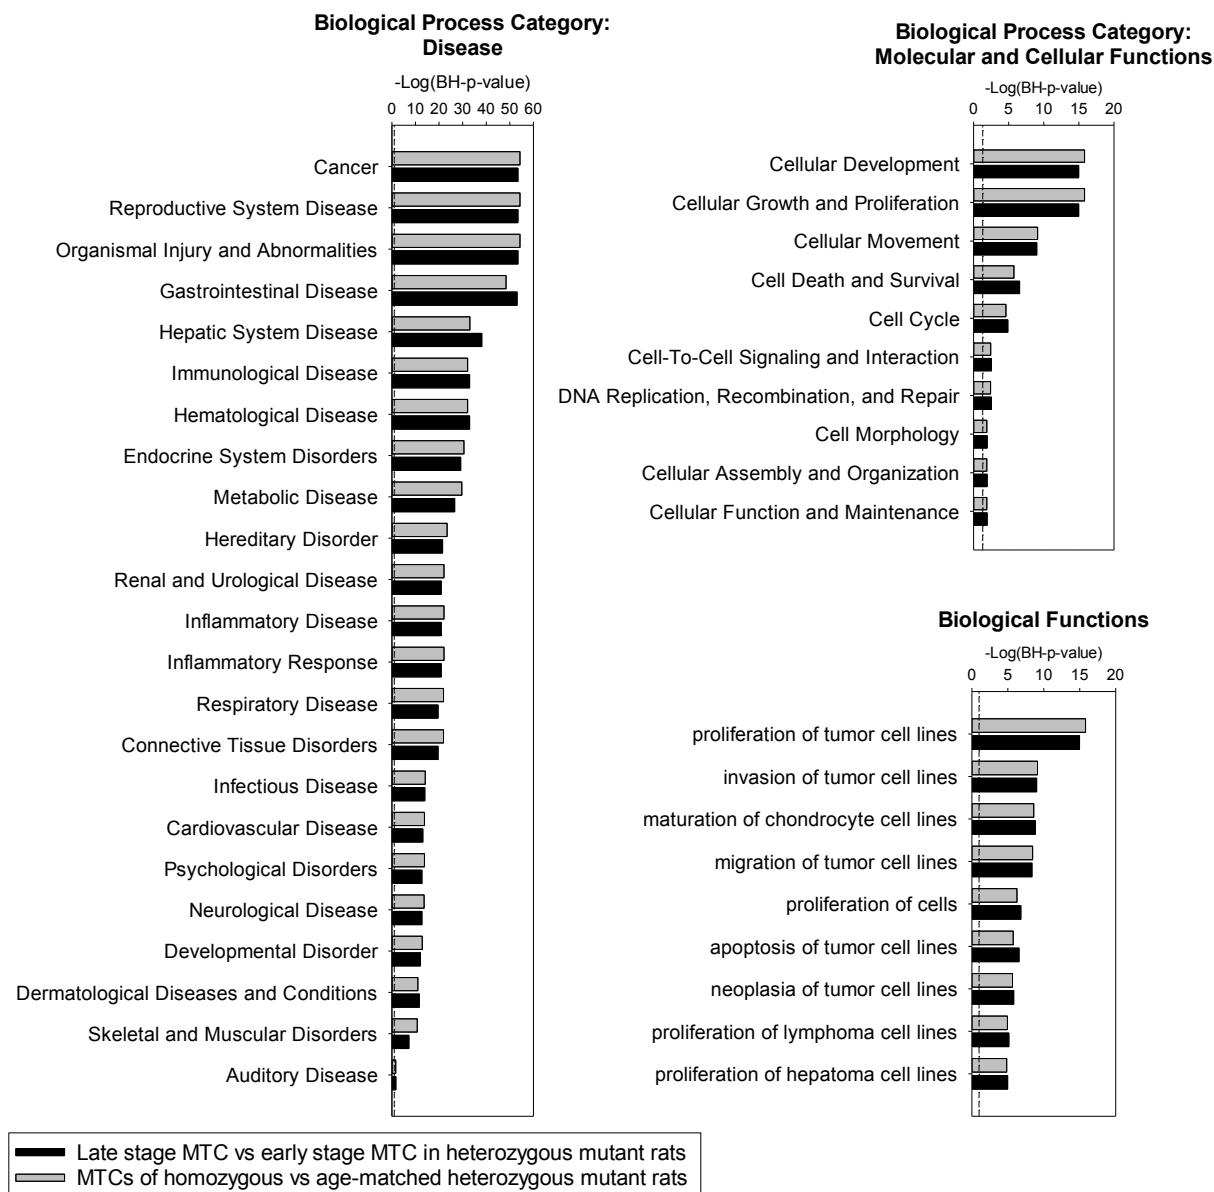 Biological Process Category:
Disease
-Log(BH-p-value)
0 10 20 30 40 50 60
Cancer
Reproductive System Disease
Organismal Injury and Abnormalities
Gastrointestinal Disease
Hepatic System Disease
Immunological Disease
Hematological Disease
Endocrine System Disorders
Metabolic Disease
Hereditary Disorder
Renal and Urological Disease
Inflammatory Disease
Inflammatory Response
Respiratory Disease
Connective Tissue Disorders
Infectious Disease
Cardiovascular Disease
Psychological Disorders
Neurological Disease
Developmental Disorder
Dermatological Diseases and Conditions
Skeletal and Muscular Disorders
Auditory Disease
Biological Process Category:
Molecular and Cellular Functions
-Log(BH-p-value)
0 5 10 15 20
Cellular Development
Cellular Growth and Proliferation
Cellular Movement
Cell Death and Survival
Cell Cycle
Cell-To-Cell Signaling and Interaction
DNA Replication, Recombination, and Repair
Cell Morphology
Cellular Assembly and Organization
Cellular Function and Maintenance
Biological Functions
-Log(BH-p-value)
0 5 10 15 20
proliferation of tumor cell lines
invasion of tumor cell lines
maturation of chondrocyte cell lines
migration of tumor cell lines
proliferation of cells
apoptosis of tumor cell lines
neoplasia of tumor cell lines
proliferation of lymphoma cell lines
proliferation of hepatoma cell lines
Late stage MTC vs early stage MTC in heterozygous mutant rats
MTCs of homozygous vs age-matched heterozygous mutant rats